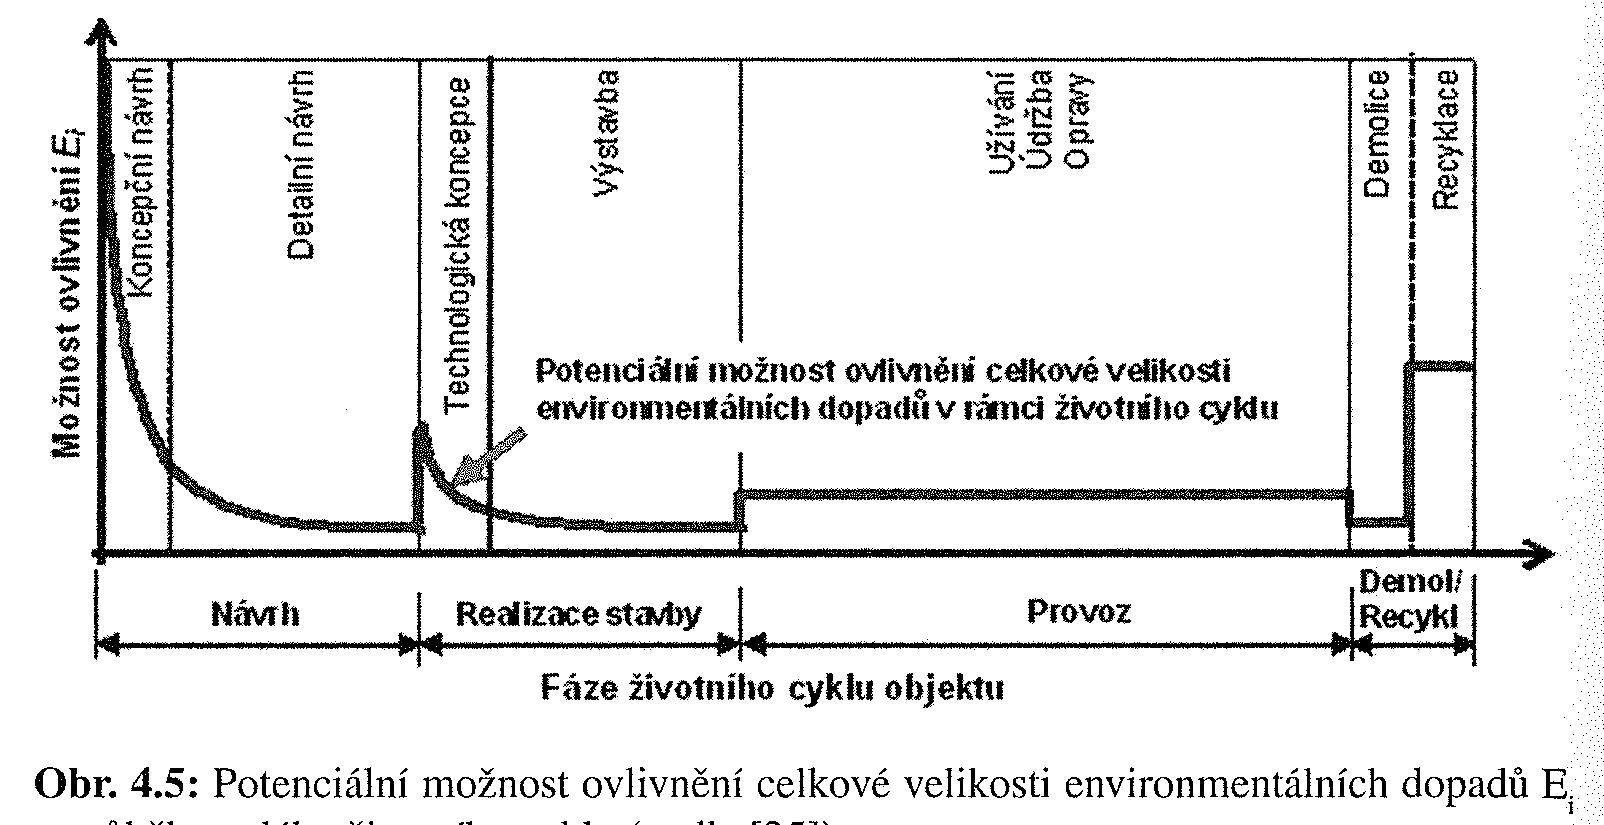 Možnost ovlivnění Ei
Koncepční návrh
Detailní návrh
Technologická koncepce
Výstavba
Užívání
Údržba
Opravy
Demolice
Recyklace
Potenciální možnost ovlivnění celkové velikosti
environmentálních dopadů v rámci životního cyklu
Návrh
Realizace stavby
Provoz
Demol/
Recykl
Fáze životního cyklu objektu
Obr. 4.5: Potenciální možnost ovlivnění celkové velikosti environmentálních dopadů Ei